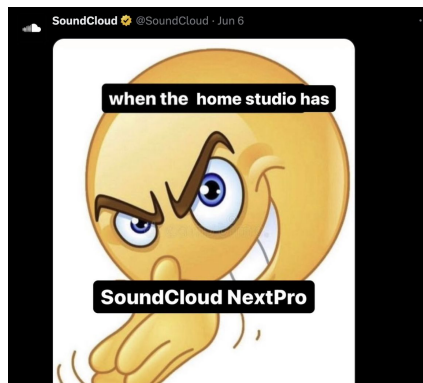 SoundCloud @SoundCloud · Jun 6
when the home studio has
SoundCloud NextPro